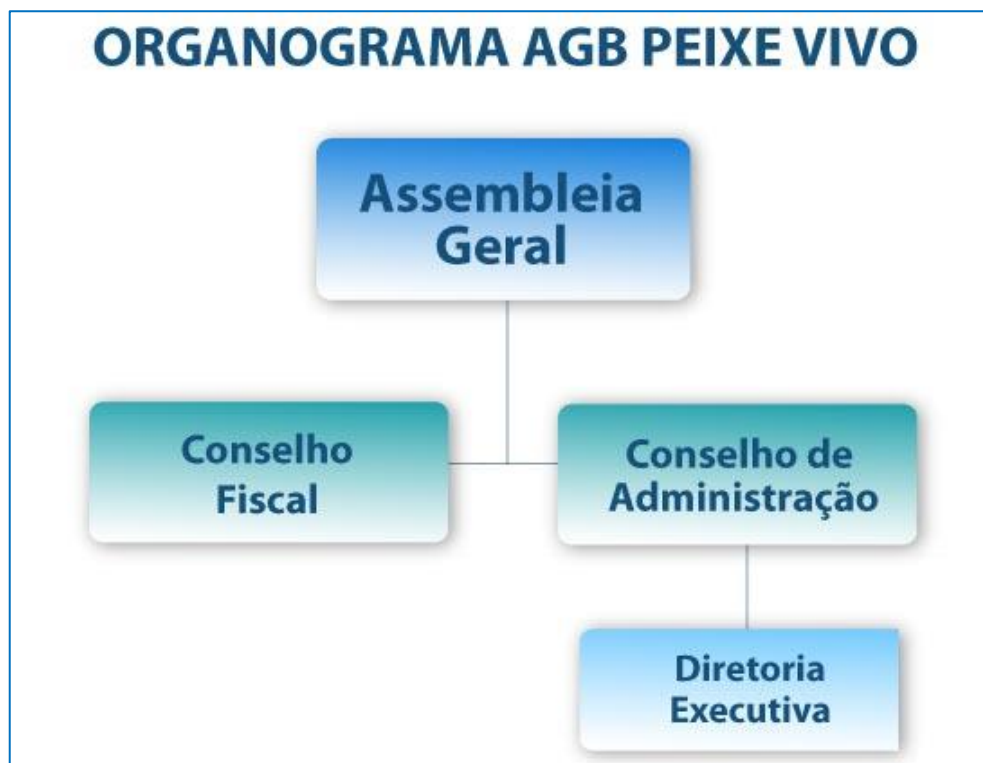 ORGANOGRAMA AGB PEIXE VIVO
Assembleia
Geral
Conselho
Fiscal
Conselho de
Administração
Diretoria
Executiva